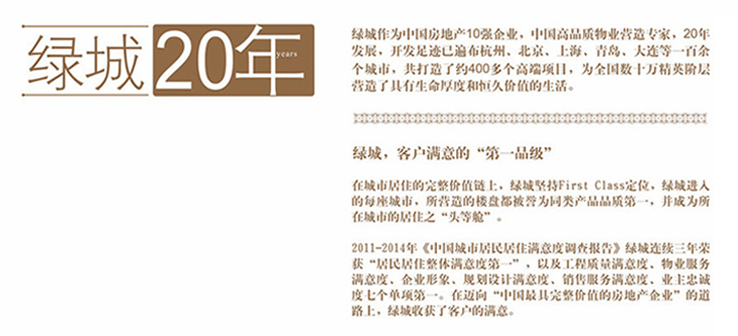 绿城 20年
years
绿城作为中国房地产10强企业，中国高品质物业营造专家，20年
发展，开发足迹已遍布杭州、北京、上海、青岛、大连等一百余
个城市，共打造了约400多个高端项目，为全国数十万精英阶层
营造了具有生命厚度和恒久价值的生活。
绿城，客户满意的“第一品级”
在城市居住的完整价值链上，绿城坚持First Class定位，绿城进入
的每座城市，所营造的楼盘都被誉为同类产品品质第一，并成为所
在城市的居住之“头等舱”。
2011-2014年《中国城市居民居住满意度调查报告》绿城连续三年荣
获“居民居住整体满意度第一”，以及工程质量满意度、物业服务
满意度、企业形象、规划设计满意度、销售服务满意度、业主忠诚
度七个单项第一。在迈向“中国最具完整价值的房地产企业”的道
路上，绿城收获了客户的满意。